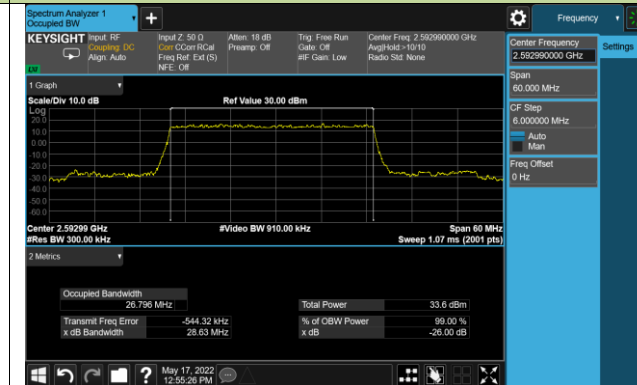 Spectrum Analyzer 1
Occupied BW
Frequency
KEYSIGHT
Input: RF
Coupling: DC
Align: Auto
Input Z: 50 Ω
Corr CCorr RCal
Freq Ref: Ext (S)
NFE: Off
Atten: 18 dB
Preamp: Off
Trig: Free Run
Gate: Off
#IF Gain: Low
Center Freq: 2.592990000 GHz
Avg|Hold:>10/10
Radio Std: None
LM
Center Frequency
2.592990000 GHz
Settings
Span
60.000 MHz
CF Step
6.000000 MHz
Auto
Man
Freq Offset
0 Hz
1 Graph
Scale/Div 10.0 dB
Ref Value 30.00 dBm
Log
20.0
10.0
0.00
-10.0
-20.0
-30.0
-40.0
-50.0
-60.0
Center 2.59299 GHz
#Video BW 910.00 kHz
Span 60 MHz
#Res BW 300.00 kHz
Sweep 1.07 ms (2001 pts)
2 Metrics
Occupied Bandwidth
26.796 MHz
Total Power
33.6 dBm
Transmit Freq Error
-544.32 kHz
% of OBW Power
99.00 %
x dB Bandwidth
28.63 MHz
x dB
-26.00 dB
May 17, 2022
12:55:26 PM